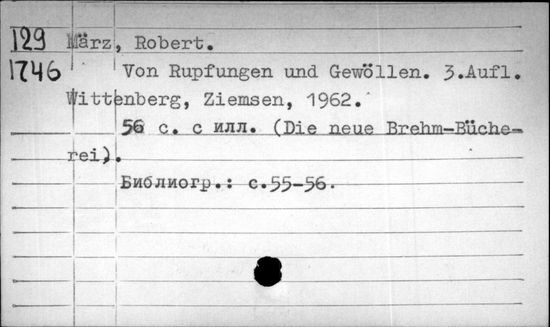 129 März, Robert.
1746 Von Rupfungen und Gewöllen. 3.Aufl.
Wittenberg, Ziemsen, 1962.
56 с. с илл. (Die neue Brehm-Büche-
rei).
Библиогр.: с.55-56.